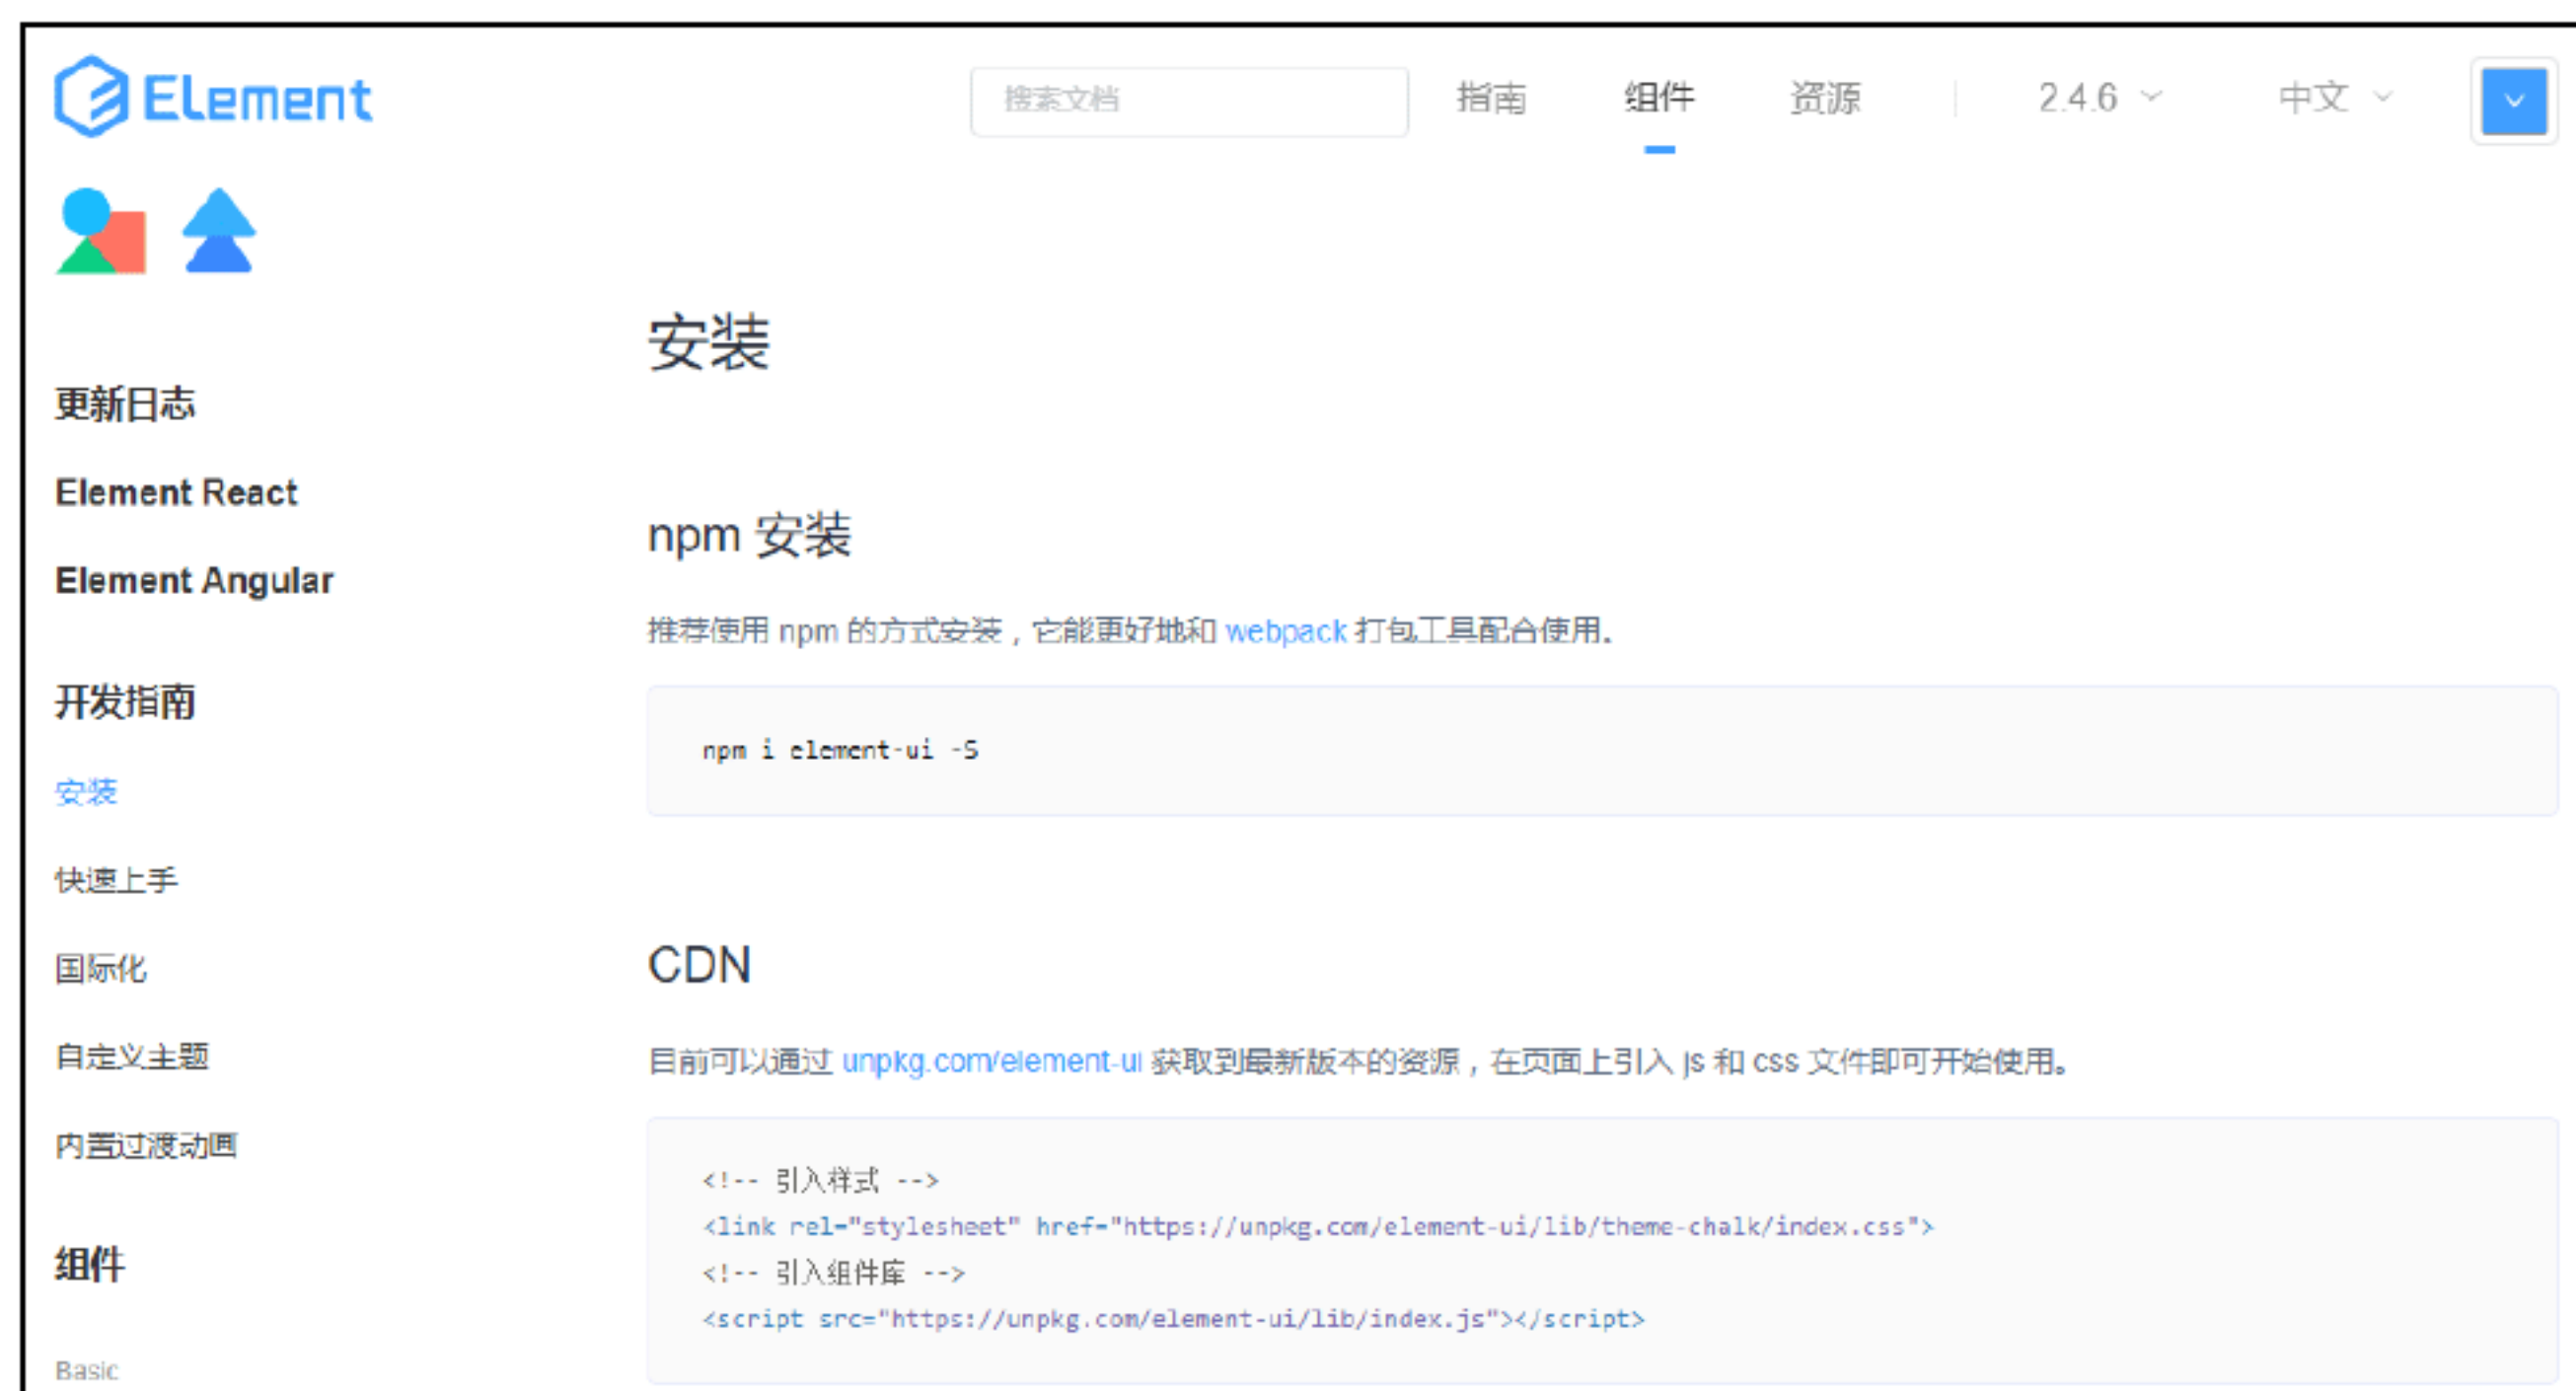 Element
搜索文档
指南
组件
资源
2.4.6
中文
更新日志
Element React
Element Angular
开发指南
安装
快速上手
国际化
自定义主题
内置过渡动画
组件
Basic
安装
npm 安装
推荐使用 npm 的方式安装，它能更好地和 webpack 打包工具配合使用。
npm i element-ui -S
CDN
目前可以通过 unpkg.com/element-ui 获取到最新版本的资源，在页面上引入 js 和 css 文件即可开始使用。
<!-- 引入样式 -->
<link rel="stylesheet" href="https://unpkg.com/element-ui/lib/theme-chalk/index.css">
<!-- 引入组件库 -->
<script src="https://unpkg.com/element-ui/lib/index.js"></script>